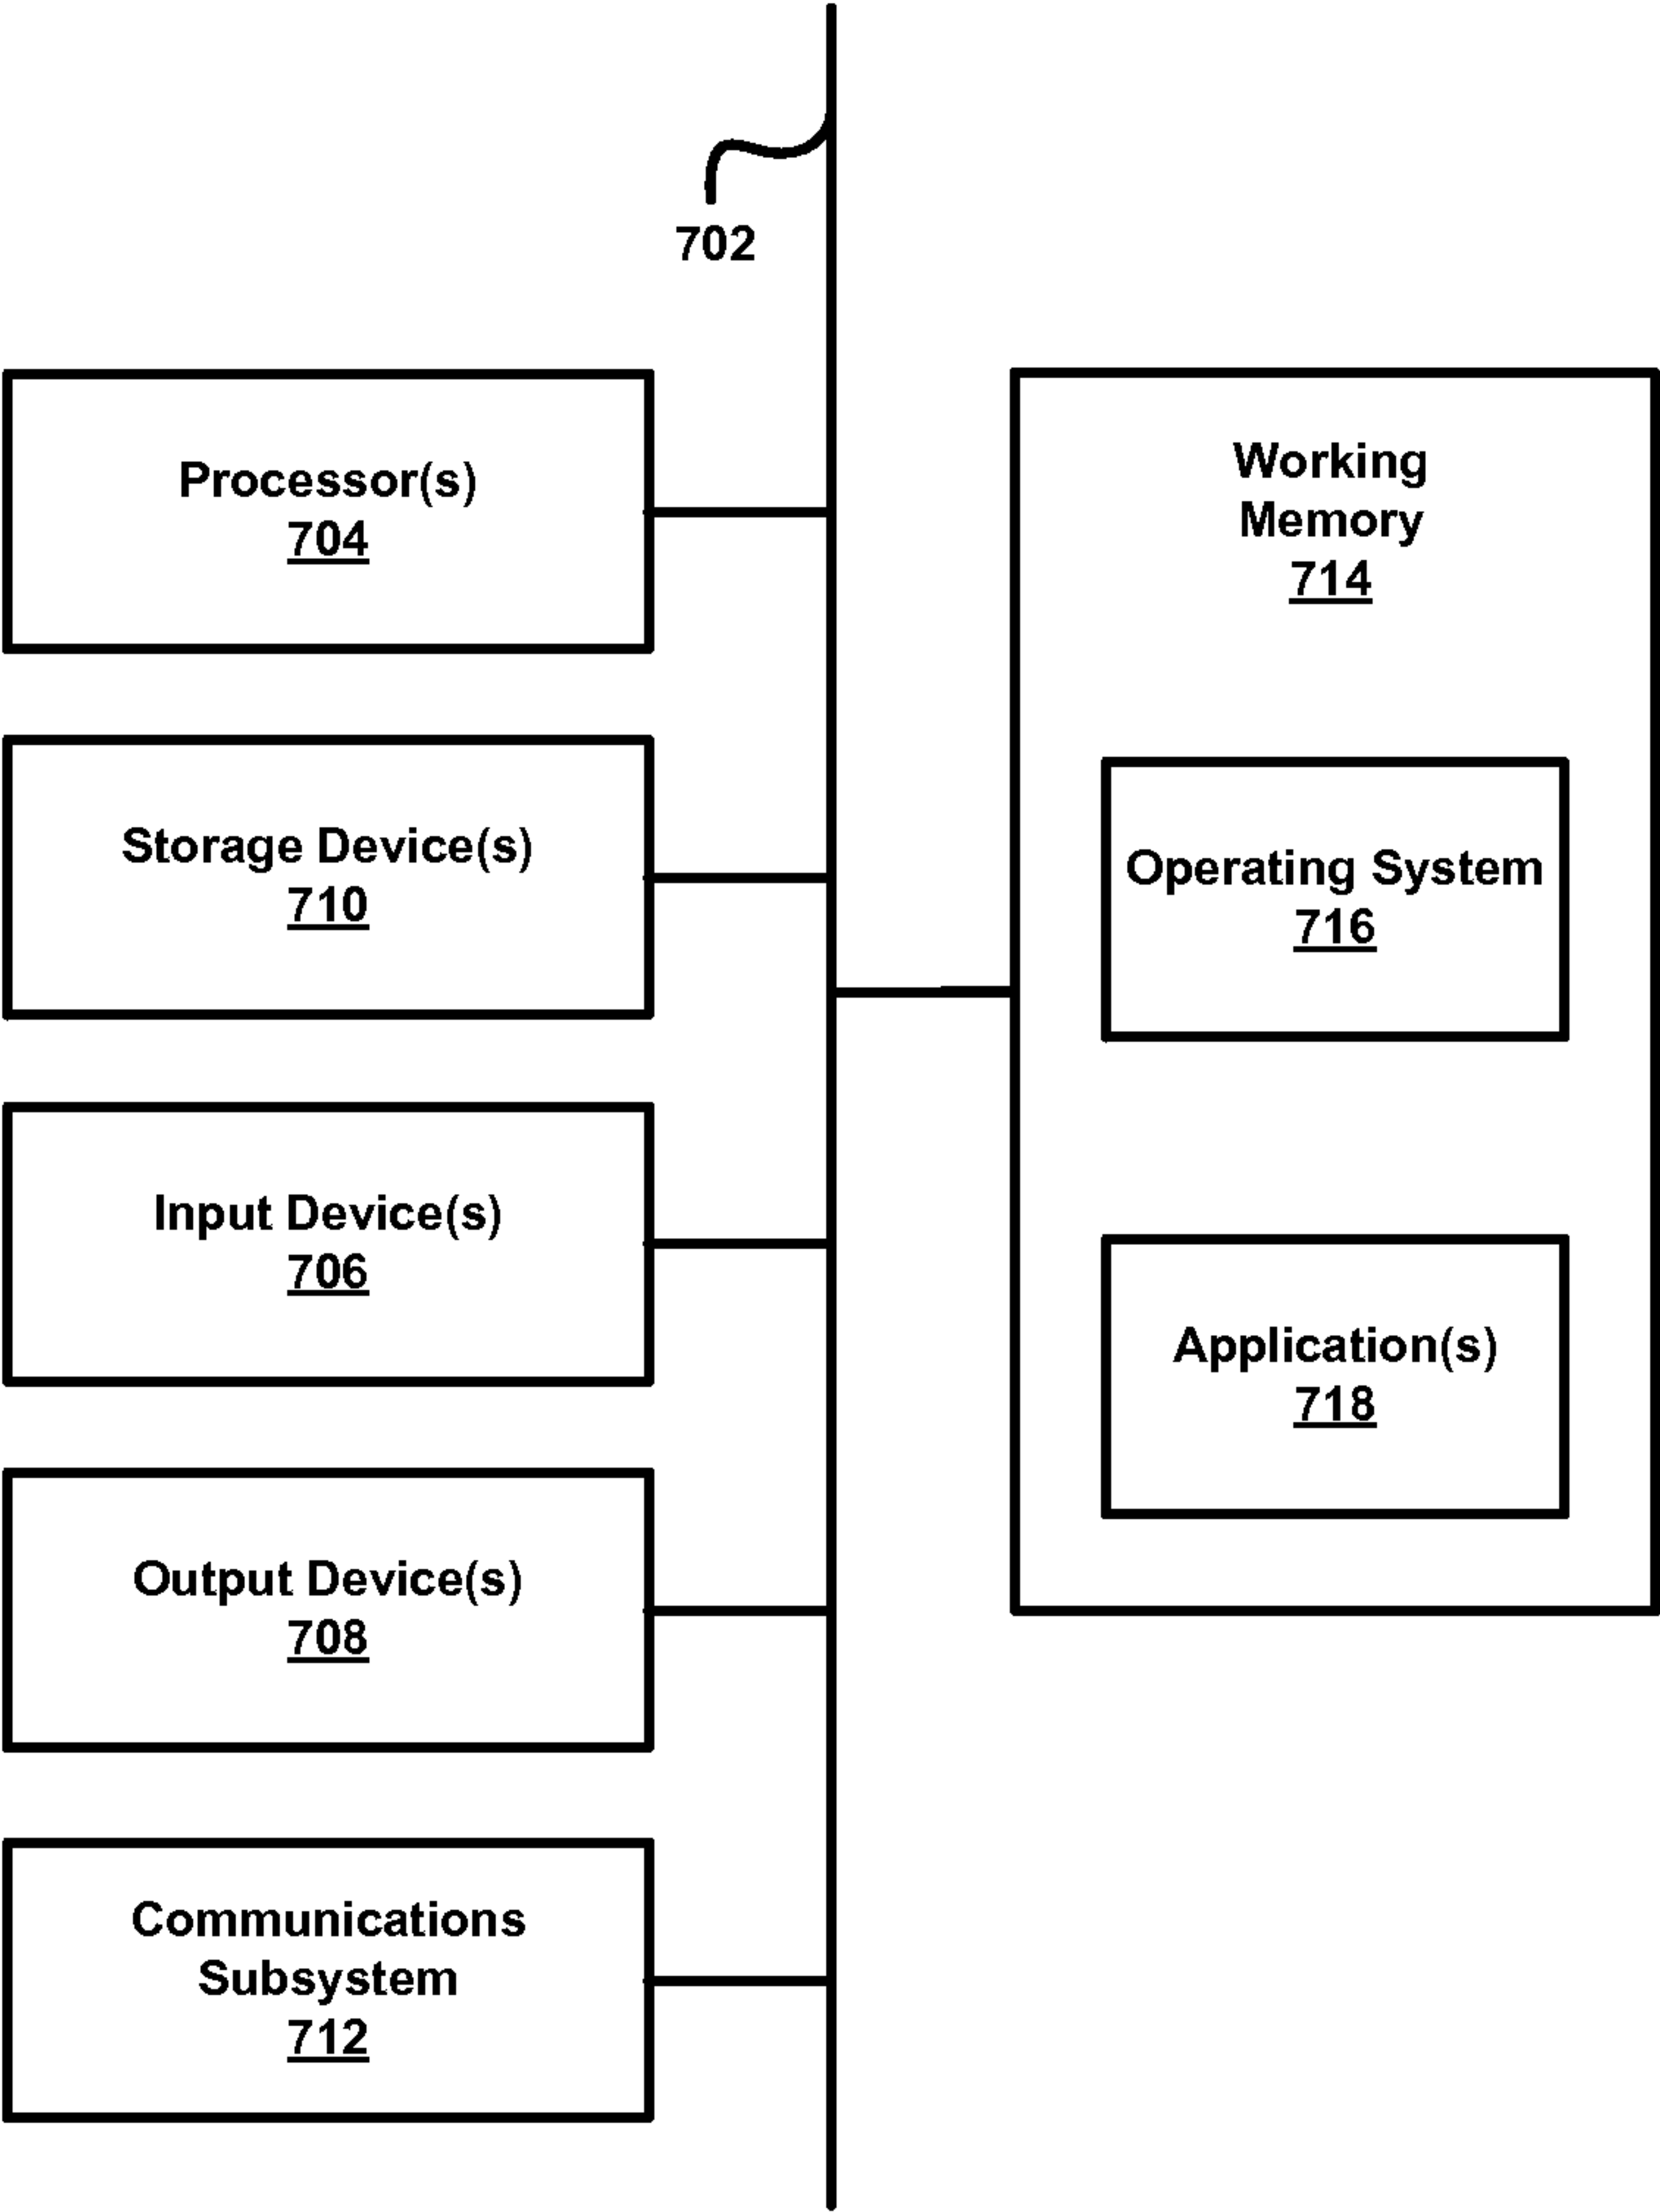 702
Processor(s)
704
Storage Device(s)
710
Input Device(s)
706
Output Device(s)
708
Communications
Subsystem
712
Working
Memory
714
Operating System
716
Application(s)
718